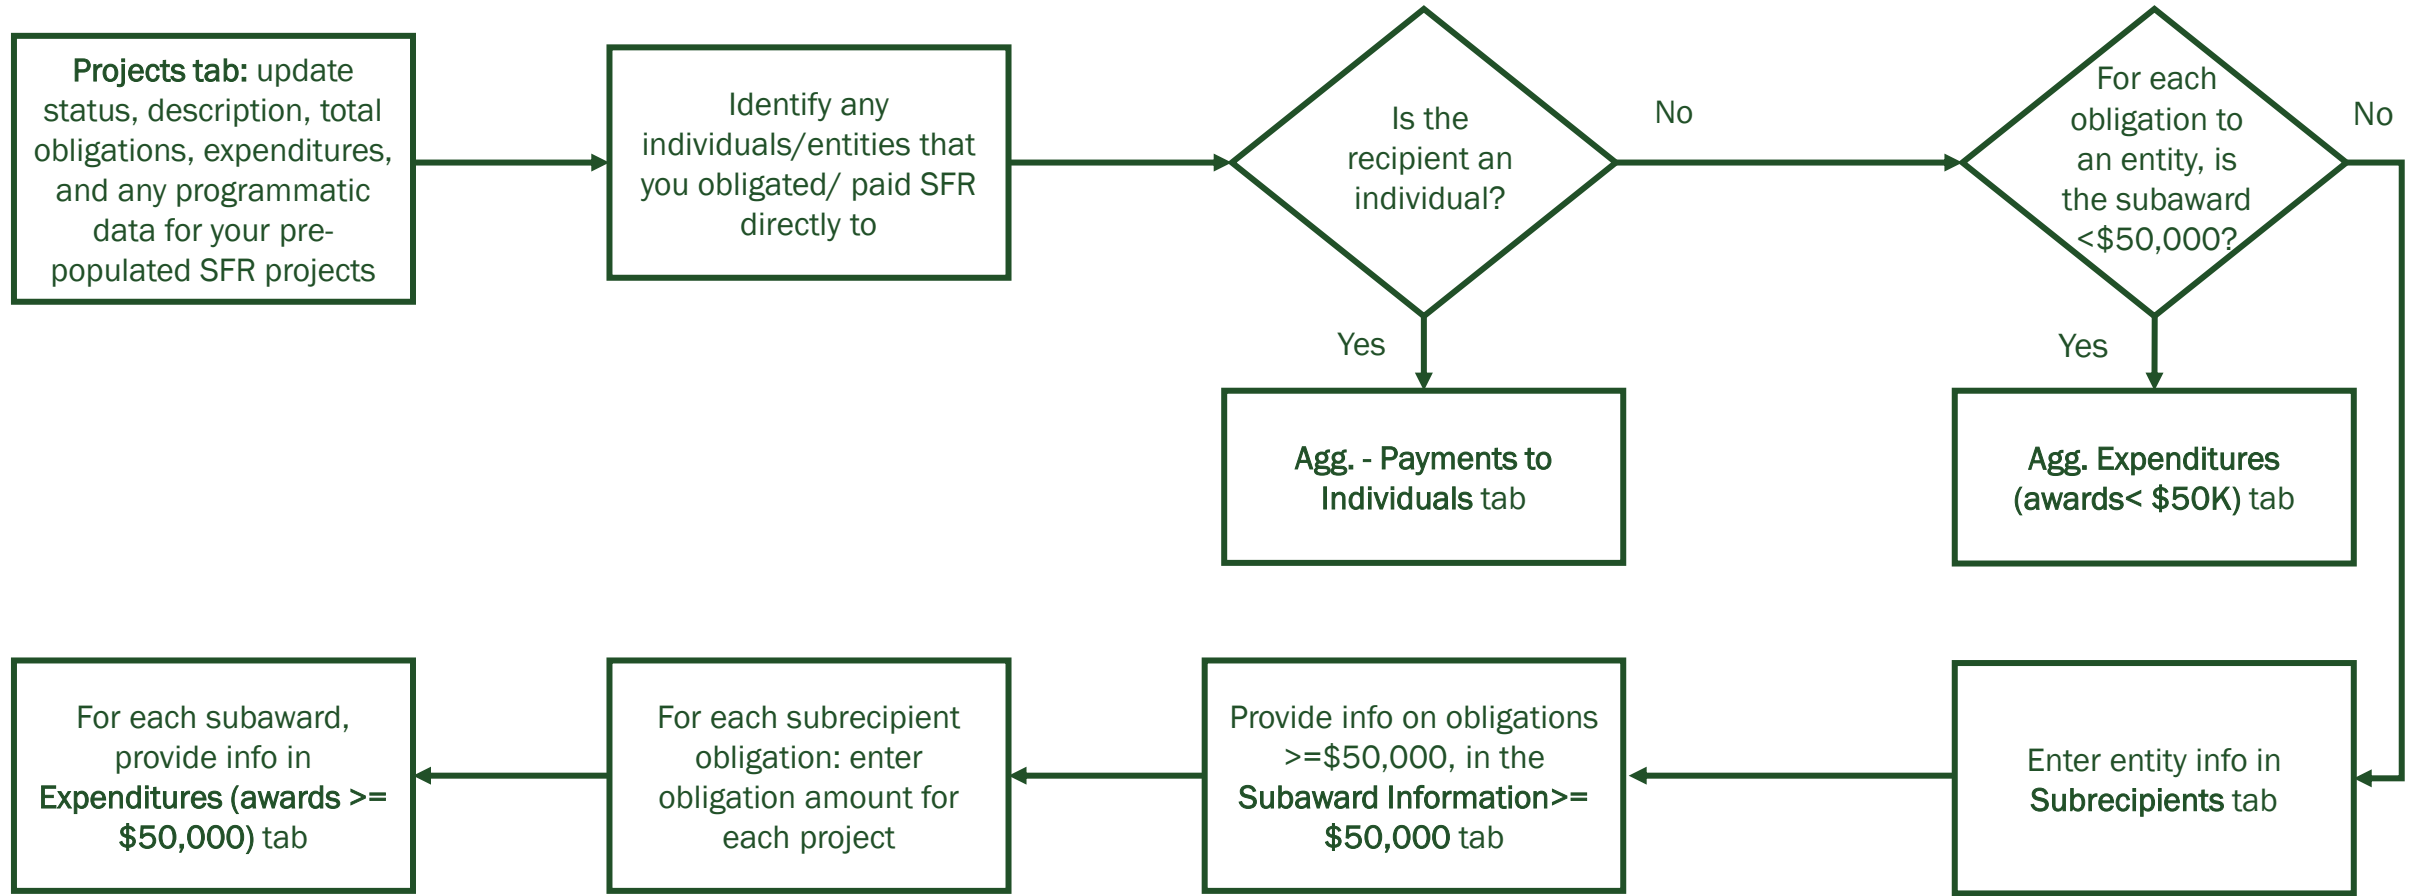 Projects tab: update
status, description, total
obligations, expenditures,
and any programmatic
data for your pre-
populated SFR projects
Identify any
individuals/entities that
you obligated/ paid SFR
directly to
Is the
recipient an
individual?
No
For each
obligation to
an entity, is
the subaward
<$50,000?
No
Yes
Yes
Agg. - Payments to
Individuals tab
Agg. Expenditures
(awards< $50K) tab
For each subaward,
provide info in
Expenditures (awards >=
$50,000) tab
For each subrecipient
obligation: enter
obligation amount for
each project
Provide info on obligations
>=$50,000, in the
Subaward Information>=
$50,000 tab
Enter entity info in
Subrecipients tab